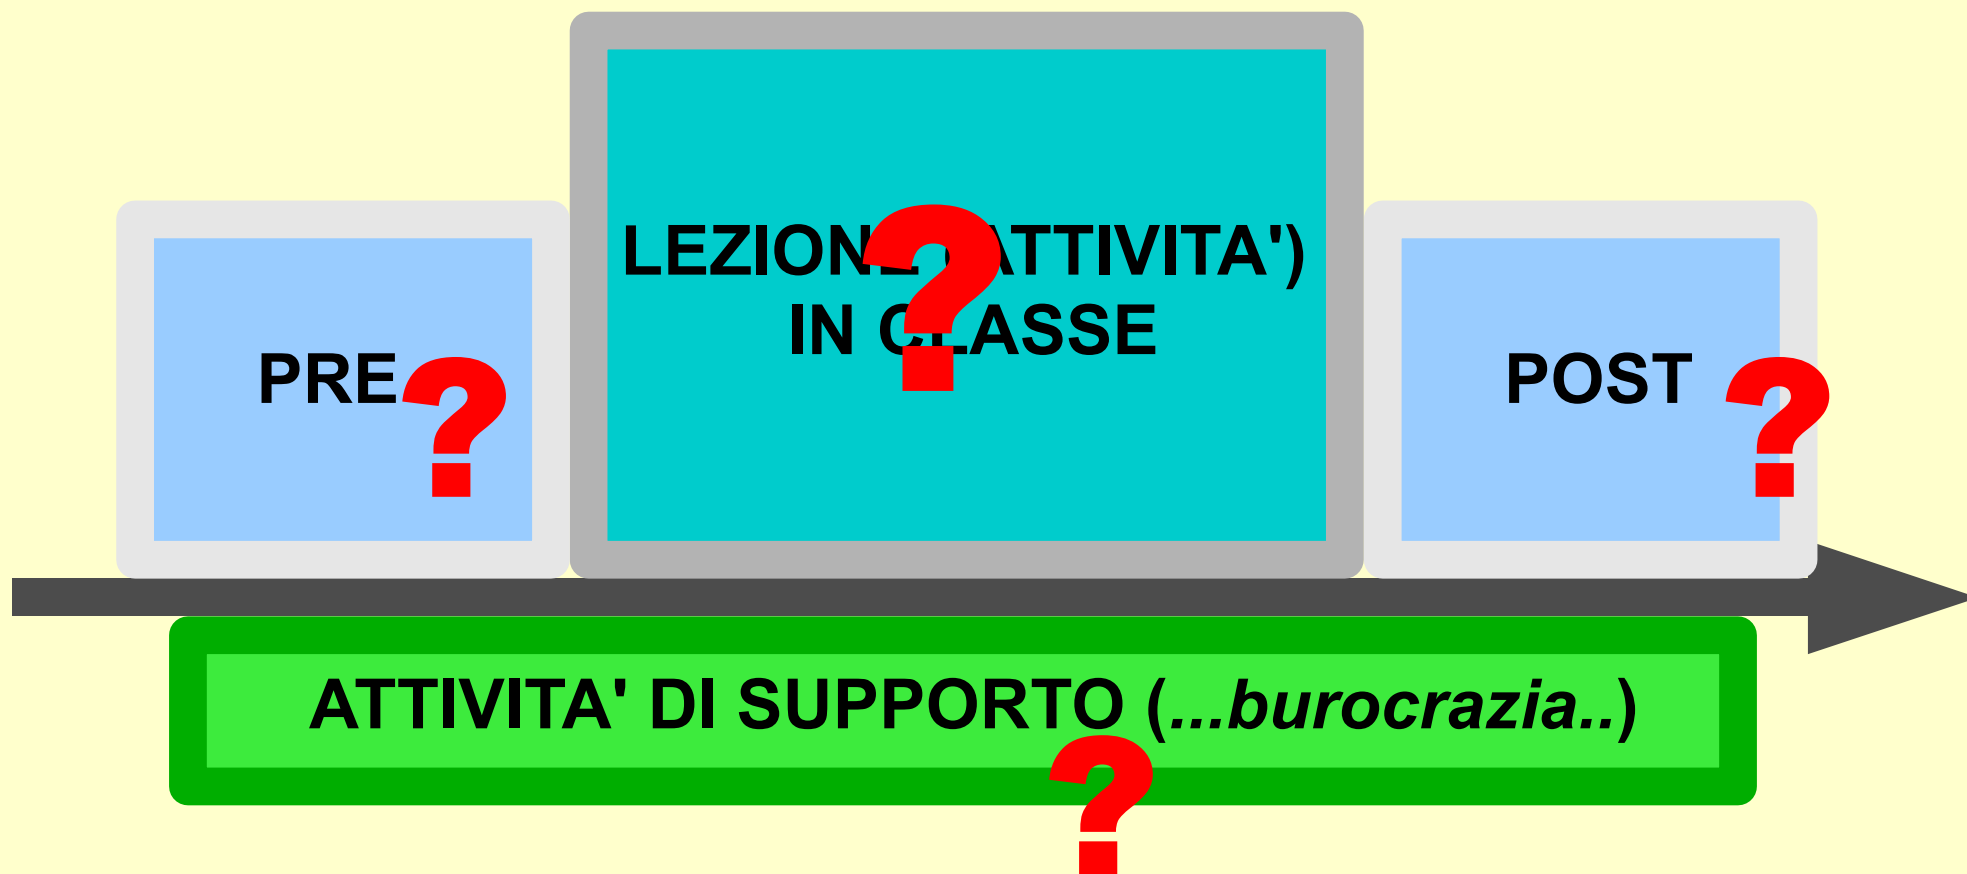 LEZIONE (ATTIVITA')
IN CLASSE
PRE
?
?
POST
?
ATTIVITA' DI SUPPORTO (...burocrazia..)
?